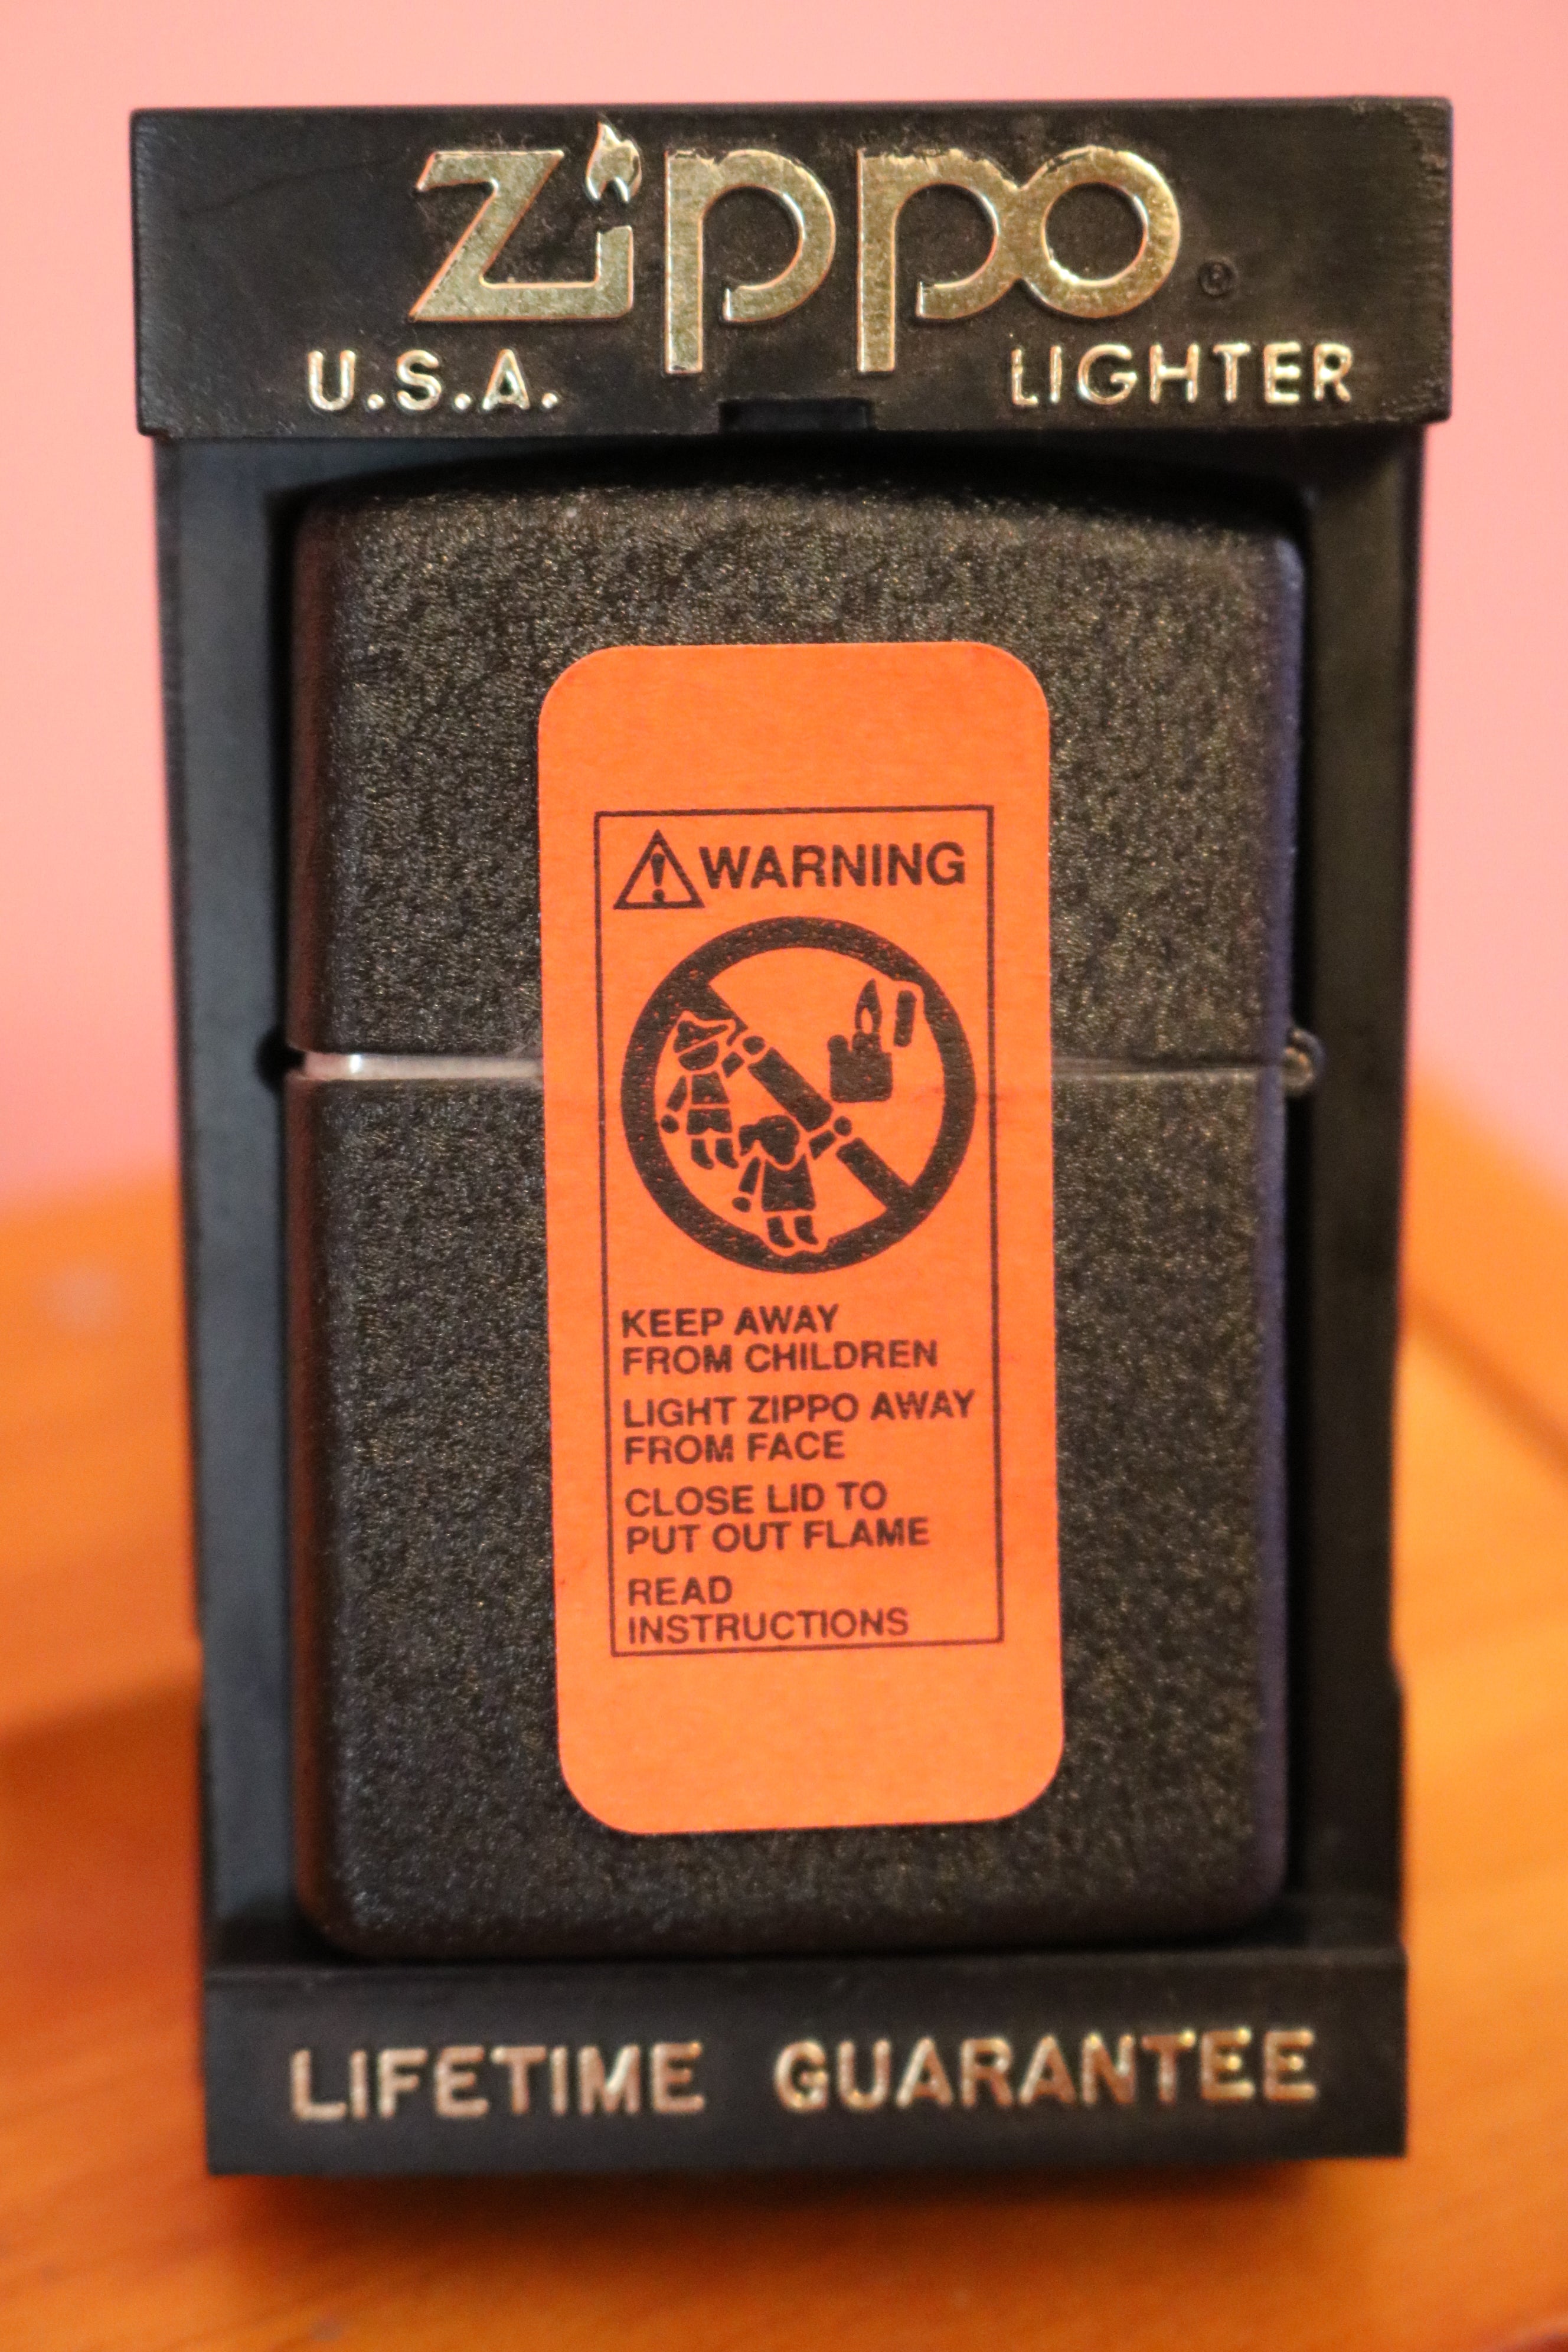 Zippo®
U.S.A. LIGHTER
WARNING
KEEP AWAY
FROM CHILDREN
LIGHT ZIPPO AWAY
FROM FACE
CLOSE LID TO
PUT OUT FLAME
READ
INSTRUCTIONS
LIFETIME GUARANTEE